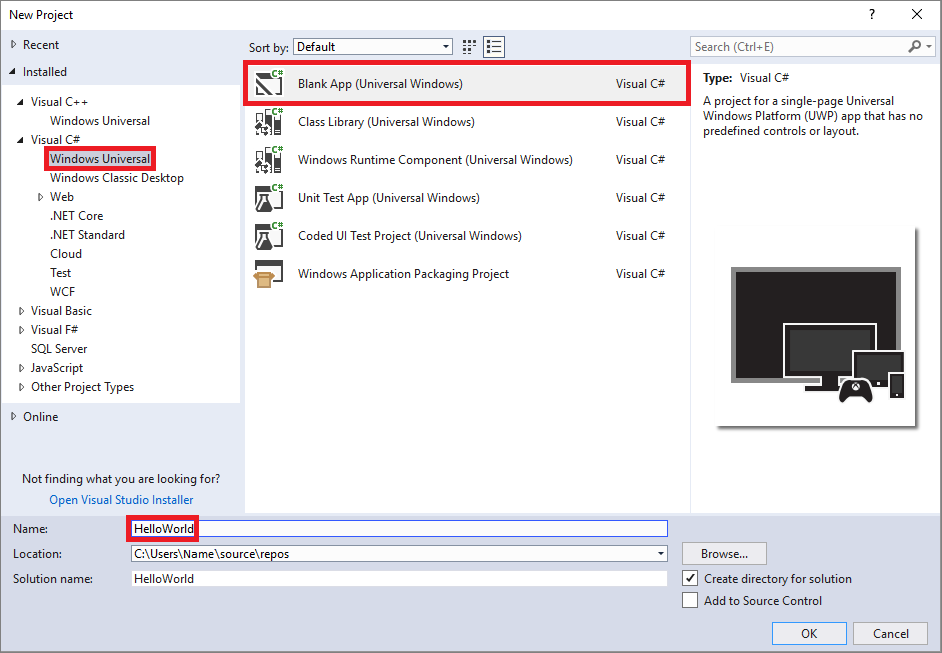 New Project
?
Recent
Installed
Visual C++
Windows Universal
Visual C#
Windows Universal
Windows Classic Desktop
Web
.NET Core
.NET Standard
Cloud
Test
WCF
Visual Basic
Visual F#
SQL Server
JavaScript
Other Project Types
Online
Not finding what you are looking for?
Open Visual Studio Installer
Sort by: Default
C# Blank App (Universal Windows) Visual C#
C# Class Library (Universal Windows) Visual C#
C# Windows Runtime Component (Universal Windows) Visual C#
C# Unit Test App (Universal Windows) Visual C#
C# Coded UI Test Project (Universal Windows) Visual C#
Windows Application Packaging Project Visual C#
Search (Ctrl+E)
Type: Visual C#
A project for a single-page Universal
Windows Platform (UWP) app that has no
predefined controls or layout.
Name: HelloWorld
Location: C:\Users\Name\source\repos
Browse...
Solution name: HelloWorld
Create directory for solution
Add to Source Control
OK Cancel